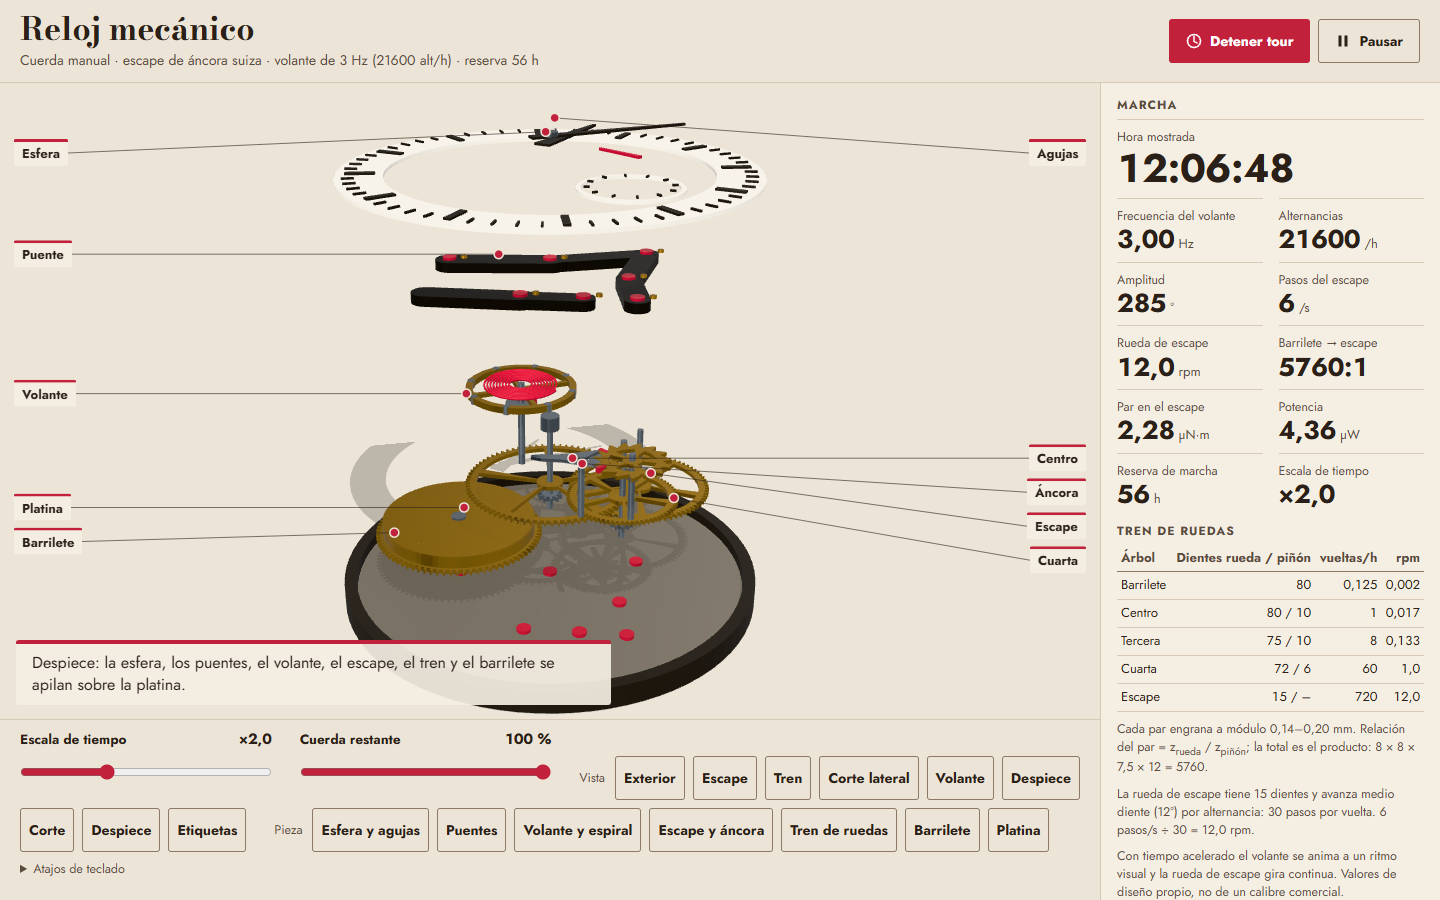 Reloj mecánico
Cuerda manual · escape de áncora suiza · volante de 3 Hz (21600 alt/h) · reserva 56 h
Detener tour
Pausar
Esfera
Agujas
Puente
Volante
Centro
Áncora
Platina
Escape
Barrilete
Cuarta
Despiece: la esfera, los puentes, el volante, el escape, el tren y el barrilete se
apilan sobre la platina.
Escala de tiempo ×2,0
Cuerda restante 100 %
Vista Exterior Escape Tren Corte lateral Volante Despiece
Corte Despiece Etiquetas Pieza Esfera y agujas Puentes Volante y espiral Escape y áncora Tren de ruedas Barrilete Platina
▶ Atajos de teclado
MARCHA
Hora mostrada
12:06:48
Frecuencia del volante Alternancias
3,00 Hz 21600 /h
Amplitud Pasos del escape
285 ° 6 /s
Rueda de escape Barrilete → escape
12,0 rpm 5760:1
Par en el escape Potencia
2,28 µN·m 4,36 µW
Reserva de marcha Escala de tiempo
56 h ×2,0
TREN DE RUEDAS
Árbol Dientes rueda / piñón vueltas/h rpm
Barrilete 80 0,125 0,002
Centro 80 / 10 1 0,017
Tercera 75 / 10 8 0,133
Cuarta 72 / 6 60 1,0
Escape 15 / – 720 12,0
Cada par engrana a módulo 0,14–0,20 mm. Relación
del par = zrueda / zpiñón; la total es el producto: 8 × 8 ×
7,5 × 12 = 5760.
La rueda de escape tiene 15 dientes y avanza medio
diente (12°) por alternancia: 30 pasos por vuelta. 6
pasos/s ÷ 30 = 12,0 rpm.
Con tiempo acelerado el volante se anima a un ritmo
visual y la rueda de escape gira continua. Valores de
diseño propio, no de un calibre comercial.